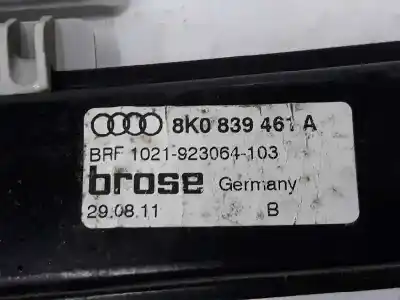 8K0 839 461 A
BRF 1021-923064-103
brose Germany
29.08.11 B